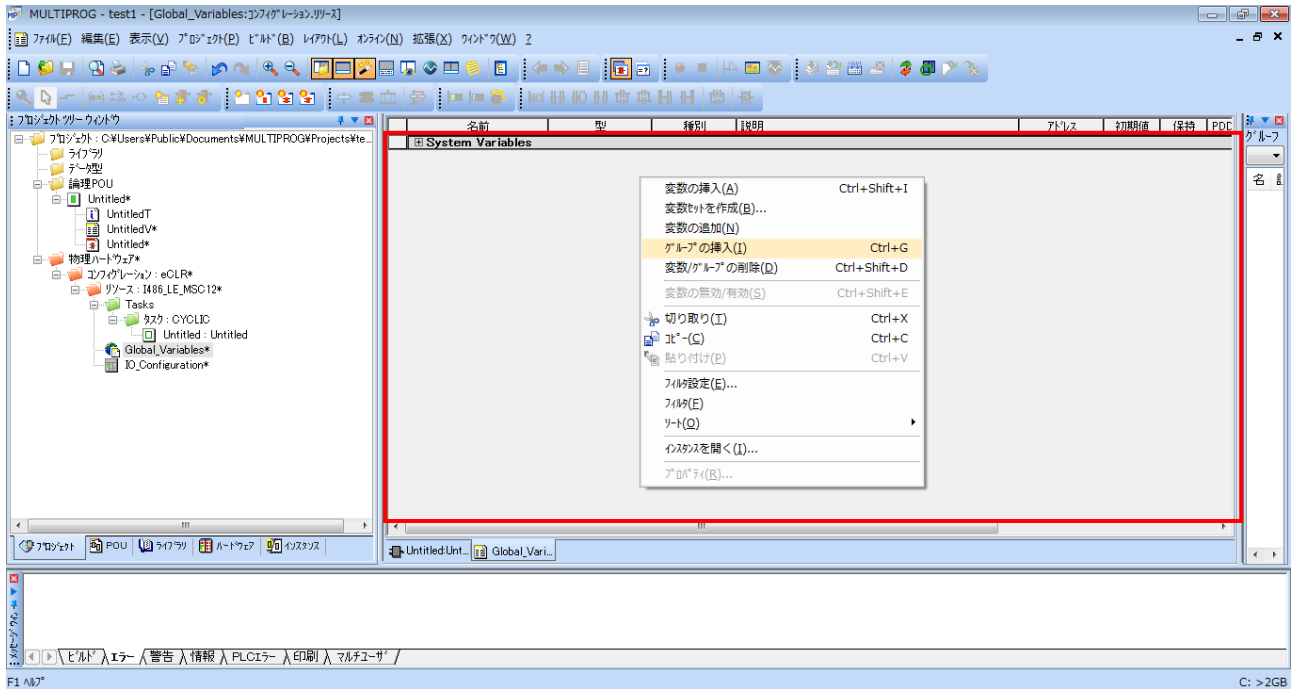 MULTIPROG - test1 - [Global_Variables:ｺﾝﾌｨｸﾞﾚｰｼｮﾝ.ﾘｿｰｽ]
ﾌｧｲﾙ(F) 編集(E) 表示(V) ﾌﾟﾛｼﾞｪｸﾄ(P) ﾋﾞﾙﾄﾞ(B) ﾚｲｱｳﾄ(L) ｵﾝﾗｲﾝ(N) 拡張(X) ｳｨﾝﾄﾞｳ(W) ?
ﾌﾟﾛｼﾞｪｸﾄ ﾂﾘｰ ｳｨﾝﾄﾞｳ
ﾌﾟﾛｼﾞｪｸﾄ : C:¥Users¥Public¥Documents¥MULTIPROG¥Projects¥te...
ﾗｲﾌﾞﾗﾘ
ﾃﾞｰﾀ型
論理POU
Untitled*
UntitledT
UntitledV*
Untitled*
物理ﾊｰﾄﾞｳｪｱ*
ｺﾝﾌｨｸﾞﾚｰｼｮﾝ : eCLR*
ﾘｿｰｽ : I486_LE_MSC12*
Tasks
ﾀｽｸ : CYCLIC
Untitled : Untitled
Global_Variables*
IO_Configuration*
ﾌﾟﾛｼﾞｪｸﾄ POU ﾗｲﾌﾞﾗﾘ ﾊｰﾄﾞｳｪｱ ｲﾝｽﾀﾝｽ
名前 型 種別 説明 ｱﾄﾞﾚｽ 初期値 保持 PDD
System Variables
変数の挿入(A) Ctrl+Shift+I
変数ｾｯﾄを作成(B)...
変数の追加(N)
ｸﾞﾙｰﾌﾟの挿入(I) Ctrl+G
変数/ｸﾞﾙｰﾌﾟの削除(D) Ctrl+Shift+D
変数の無効/有効(S) Ctrl+Shift+E
切り取り(T) Ctrl+X
ｺﾋﾟｰ(C) Ctrl+C
貼り付け(P) Ctrl+V
ﾌｨﾙﾀ設定(E)...
ﾌｨﾙﾀ(F)
ｿｰﾄ(O)
ｲﾝｽﾀﾝｽを開く(I)...
ﾌﾟﾛﾊﾟﾃｨ(R)...
Untitled:Unt... Global_Vari...
ｸﾞﾙｰﾌ
名
ﾒｯｾｰｼﾞ ｳｨﾝ
ﾋﾞﾙﾄﾞ ｴﾗｰ 警告 情報 PLCｴﾗｰ 印刷 ﾏﾙﾁﾕｰｻﾞ
F1 ﾍﾙﾌﾟ C: >2GB